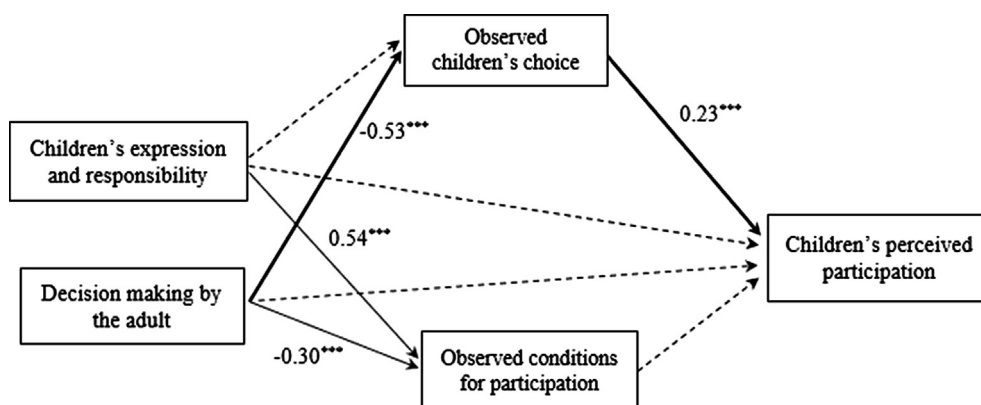 Observed
children's choice
-0.53***
0.23***
Children's expression
and responsibility
0.54***
Children's perceived
participation
Decision making by
the adult
-0.30***
Observed conditions
for participation